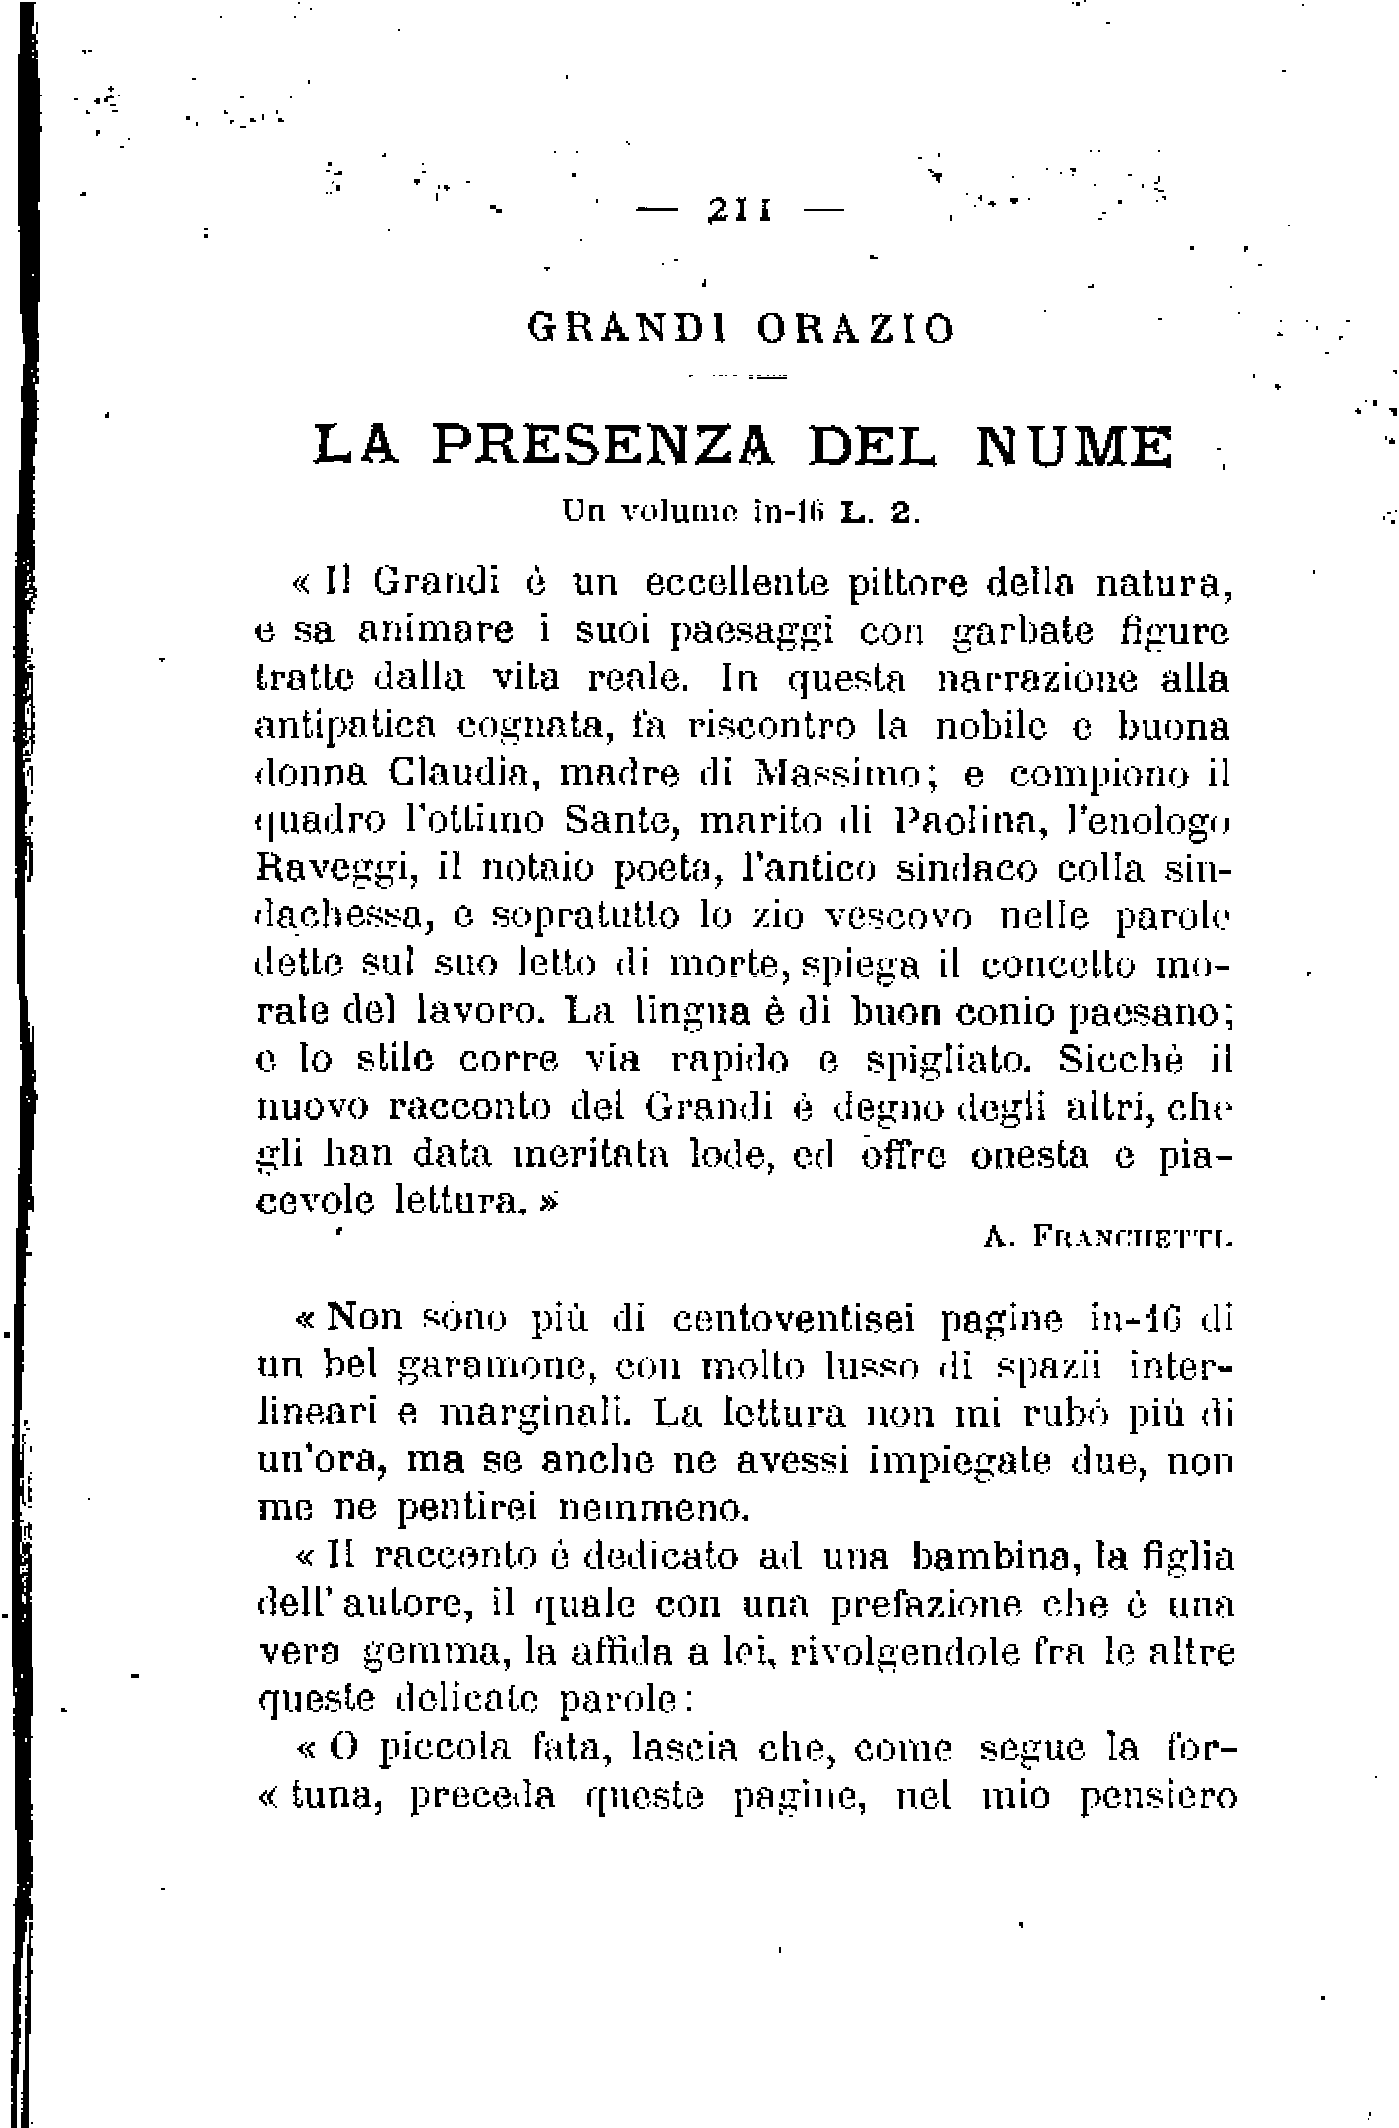 — 211 —
GRANDI ORAZIO
LA PRESENZA DEL NUME
Un volume in-16 L. 2.
« Il Grandi è un eccellente pittore della natura,
e sa animare i suoi paesaggi con garbate figure
tratte dalla vita reale. In questa narrazione alla
antipatica cognata, fa riscontro la nobile e buona
donna Claudia, madre di Massimo; e compiono il
quadro l'ottimo Sante, marito di Paolina, l'enologo
Raveggi, il notaio poeta, l'antico sindaco colla sin-
dachessa, e sopratutto lo zio vescovo nelle parole
dette sul suo letto di morte, spiega il concetto mo-
rale del lavoro. La lingua è di buon conio paesano;
e lo stile corre via rapido e spigliato. Sicchè il
nuovo racconto del Grandi è degno degli altri, che
gli han data meritata lode, ed offre onesta e pia-
cevole lettura. »
A. FRANCHETTI.
« Non sono più di centoventisei pagine in-16 di
un bel garamone, con molto lusso di spazii inter-
lineari e marginali. La lettura non mi rubò più di
un'ora, ma se anche ne avessi impiegate due, non
me ne pentirei nemmeno.
« Il racconto è dedicato ad una bambina, la figlia
dell'autore, il quale con una prefazione che è una
vera gemma, la affida a lei, rivolgendole fra le altre
queste delicate parole:
« O piccola fata, lascia che, come segue la for-
« tuna, preceda queste pagine, nel mio pensiero